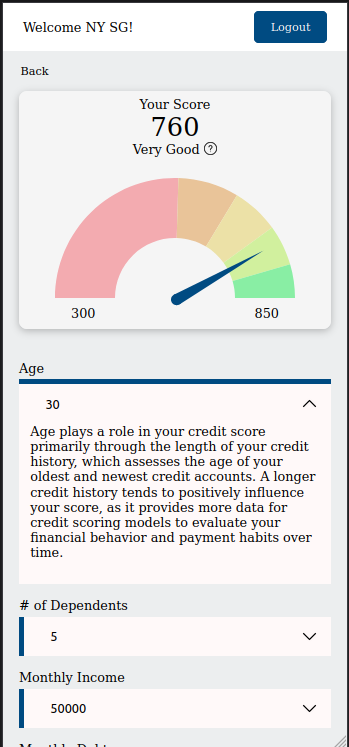 Welcome NY SG!
Logout
Back
Your Score
760
Very Good ?
300
850
Age
30
Age plays a role in your credit score
primarily through the length of your credit
history, which assesses the age of your
oldest and newest credit accounts. A longer
credit history tends to positively influence
your score, as it provides more data for
credit scoring models to evaluate your
financial behavior and payment habits over
time.
# of Dependents
5
Monthly Income
50000